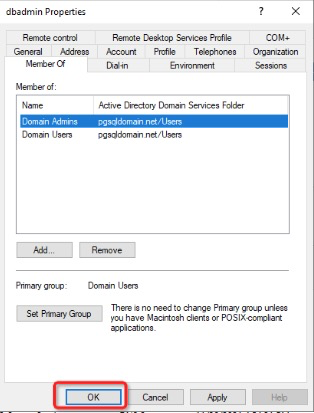 dbadmin Properties
?
Remote control Remote Desktop Services Profile COM+
General Address Account Profile Telephones Organization
Member Of Dial-in Environment Sessions
Member of:
Name Active Directory Domain Services Folder
Domain Admins pgsqldomain.net/Users
Domain Users pgsqldomain.net/Users
Add... Remove
Primary group: Domain Users
Set Primary Group
There is no need to change Primary group unless
you have Macintosh clients or POSIX-compliant
applications.
OK Cancel Apply Help